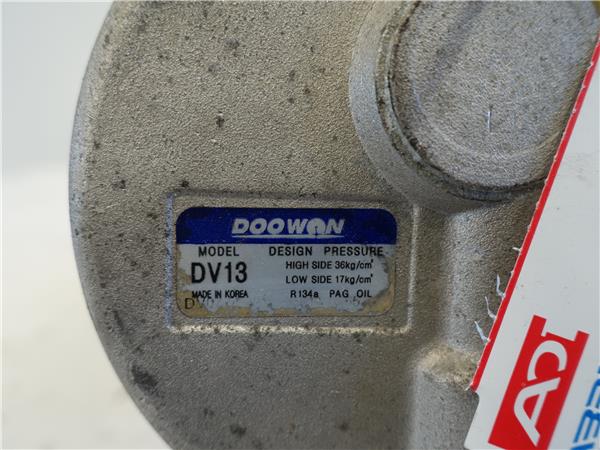 DOOWON
MODEL DESIGN PRESSURE
DV13 HIGH SIDE 36kg/cm²
LOW SIDE 17kg/cm²
MADE IN KOREA R134a PAG OIL